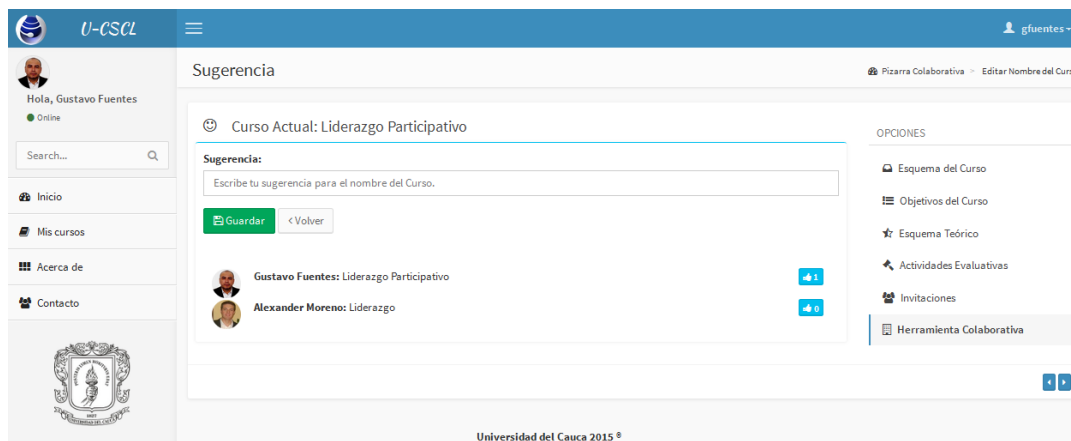 U-CSCL
gfuentes
Hola, Gustavo Fuentes
Online
Search...
Inicio
Mis cursos
Acerca de
Contacto
Sugerencia
Pizarra Colaborativa > Editar Nombre del Curs
Curso Actual: Liderazgo Participativo
Sugerencia:
Escribe tu sugerencia para el nombre del Curso.
Guardar < Volver
Gustavo Fuentes: Liderazgo Participativo 1
Alexander Moreno: Liderazgo 0
OPCIONES
Esquema del Curso
Objetivos del Curso
Esquema Teórico
Actividades Evaluativas
Invitaciones
Herramienta Colaborativa
Universidad del Cauca 2015 ®